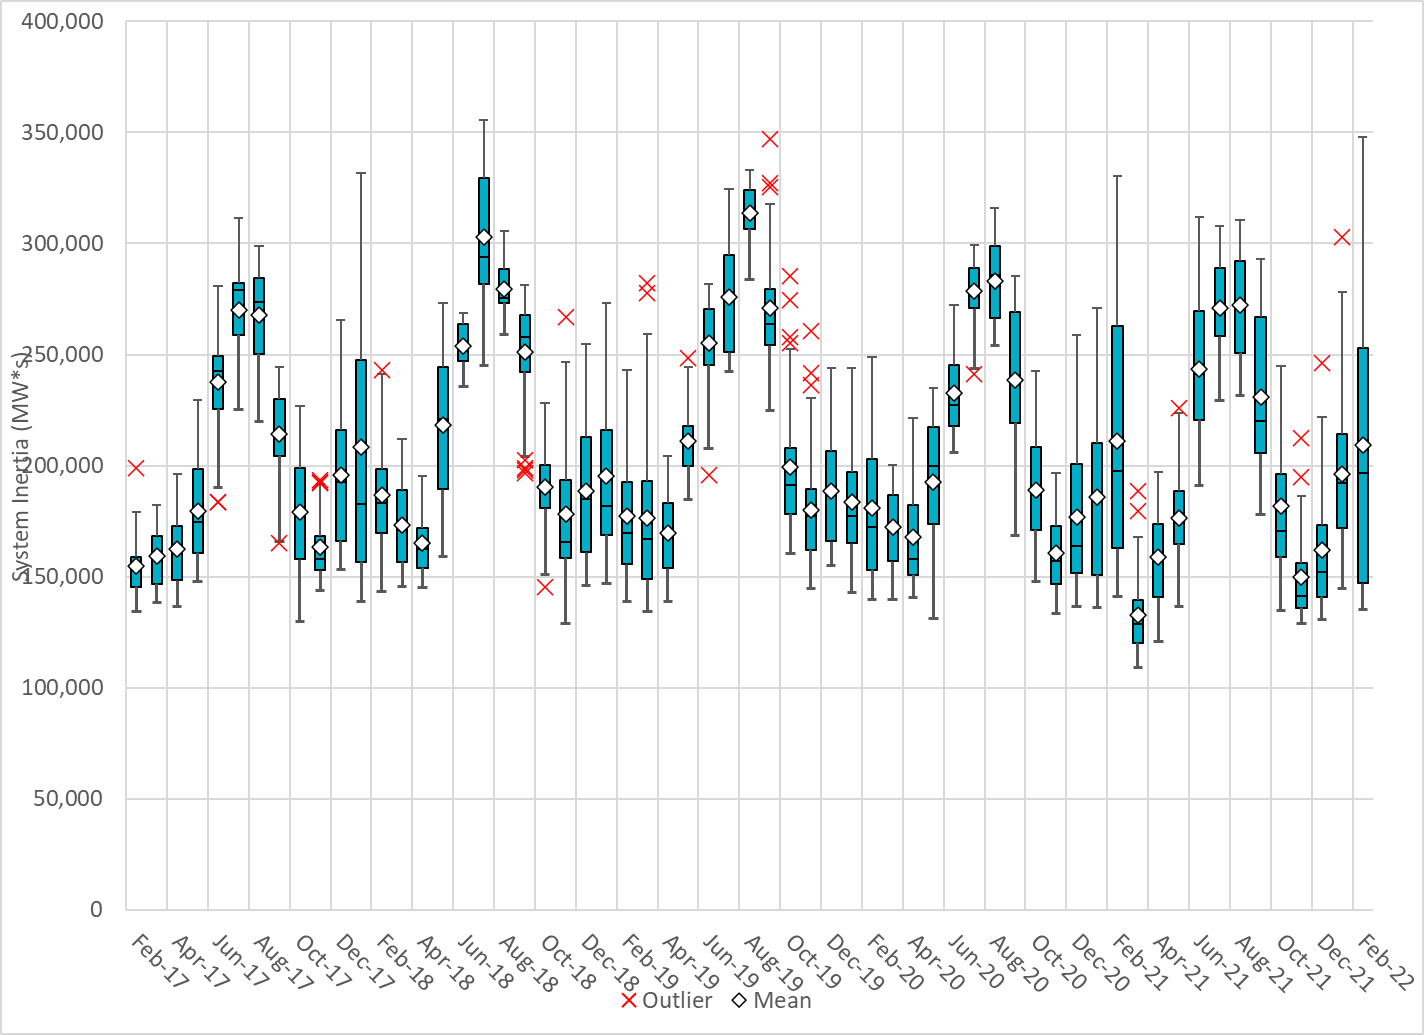 400,000
350,000
300,000
250,000
200,000
150,000
100,000
50,000
0
System Inertia (MW*s)
Feb-17
Apr-17
Jun-17
Aug-17
Oct-17
Dec-17
Feb-18
Apr-18
Jun-18
Aug-18
Oct-18
Dec-18
Feb-19
Apr-19
Jun-19
Aug-19
Oct-19
Dec-19
Feb-20
Apr-20
Jun-20
Aug-20
Oct-20
Dec-20
Feb-21
Apr-21
Jun-21
Aug-21
Oct-21
Dec-21
Feb-22
Outlier Mean